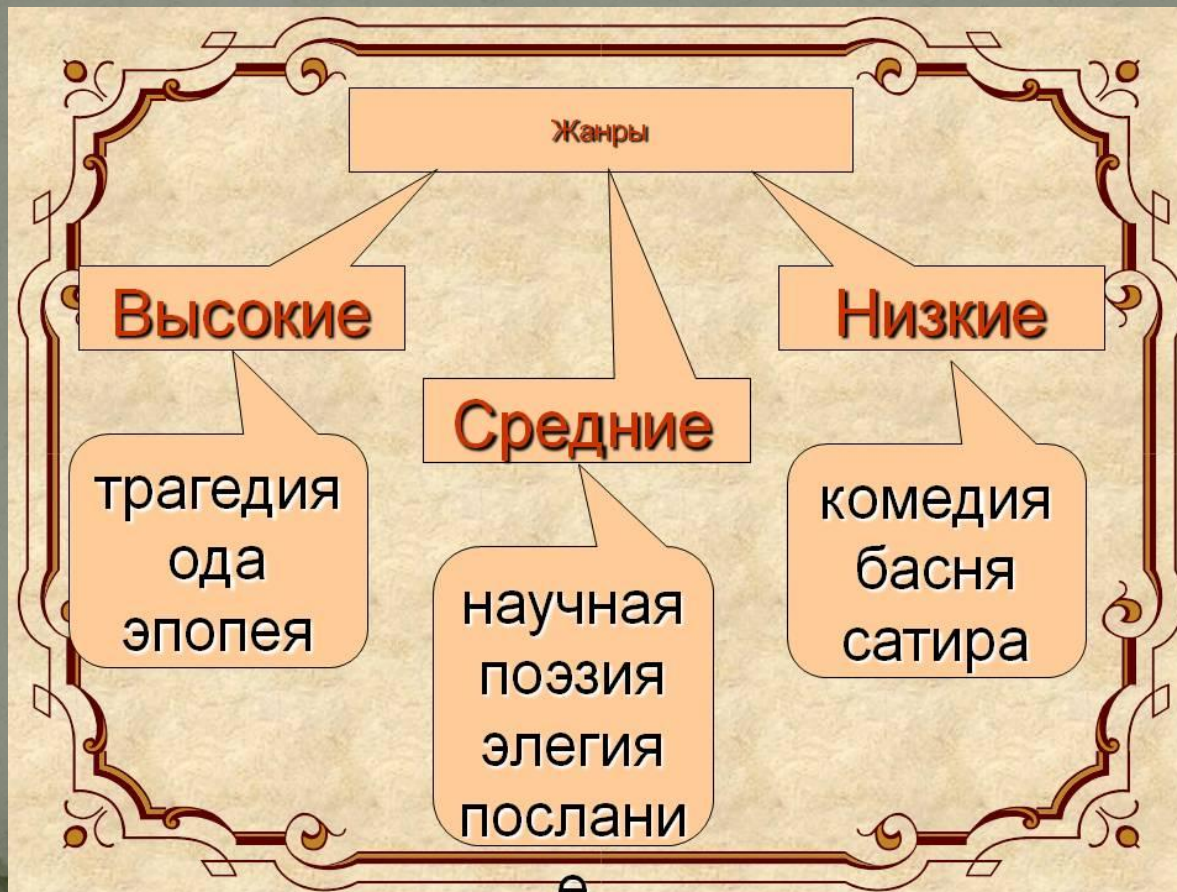 Жанры
Высокие
Низкие
Средние
трагедия
ода
эпопея
научная
поэзия
элегия
послани
е
комедия
басня
сатира